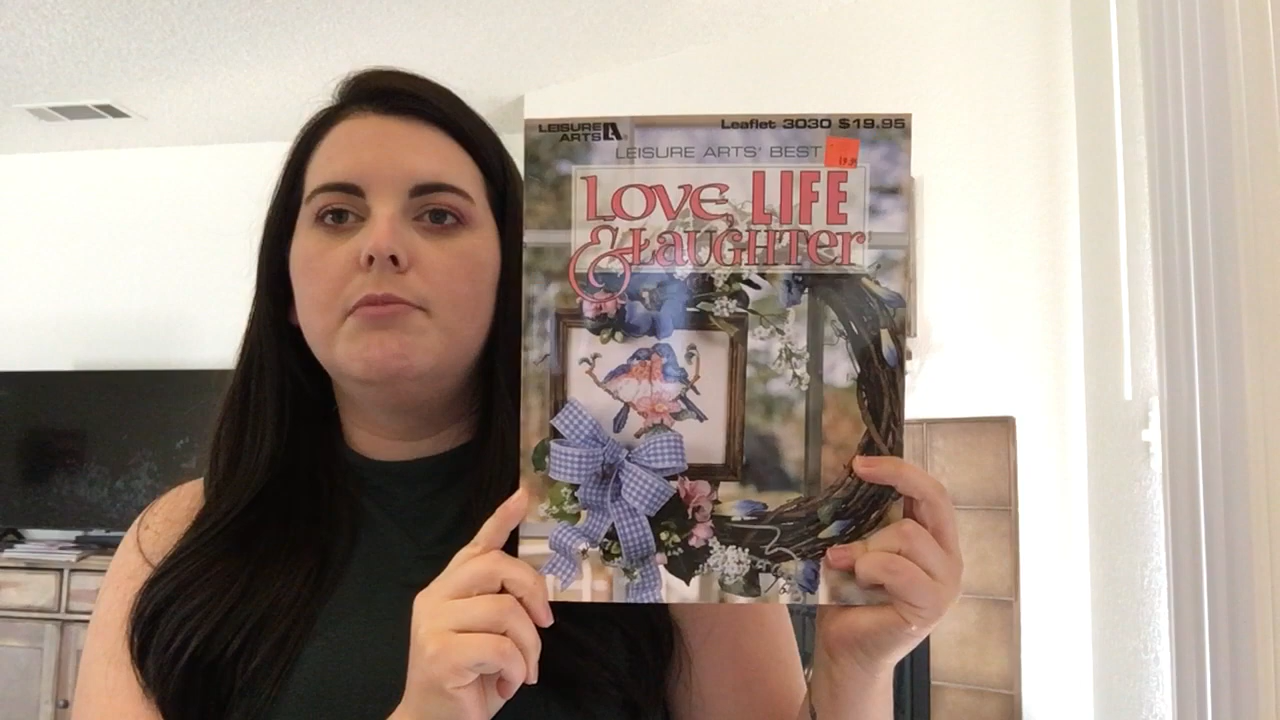 LEISURE ARTS
Leaflet 3030 $19.95
LEISURE ARTS' BEST
LOVE, LIFE
& LAUGHTER